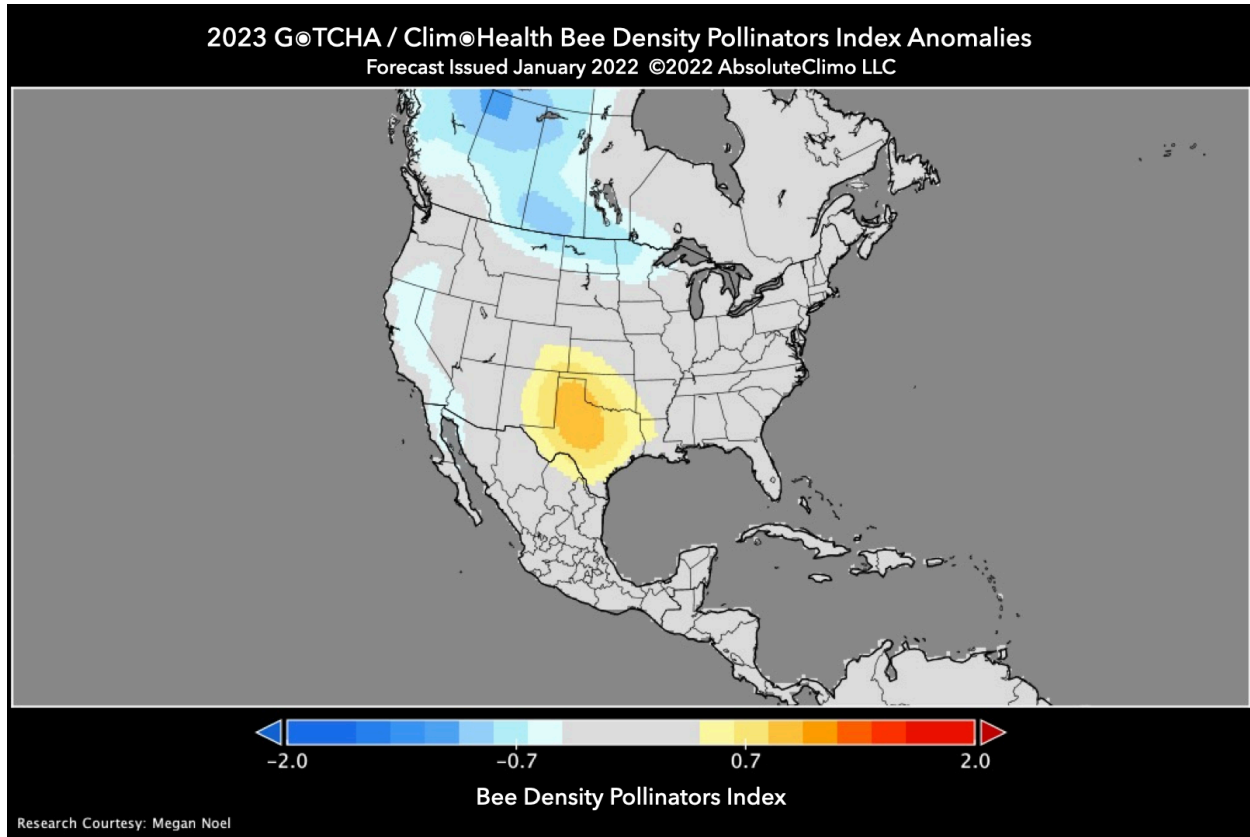 2023 G◉TCHA / Clim◉Health Bee Density Pollinators Index Anomalies
Forecast Issued January 2022 ©2022 AbsoluteClimo LLC
−2.0 −0.7 0.7 2.0
Bee Density Pollinators Index
Research Courtesy: Megan Noel